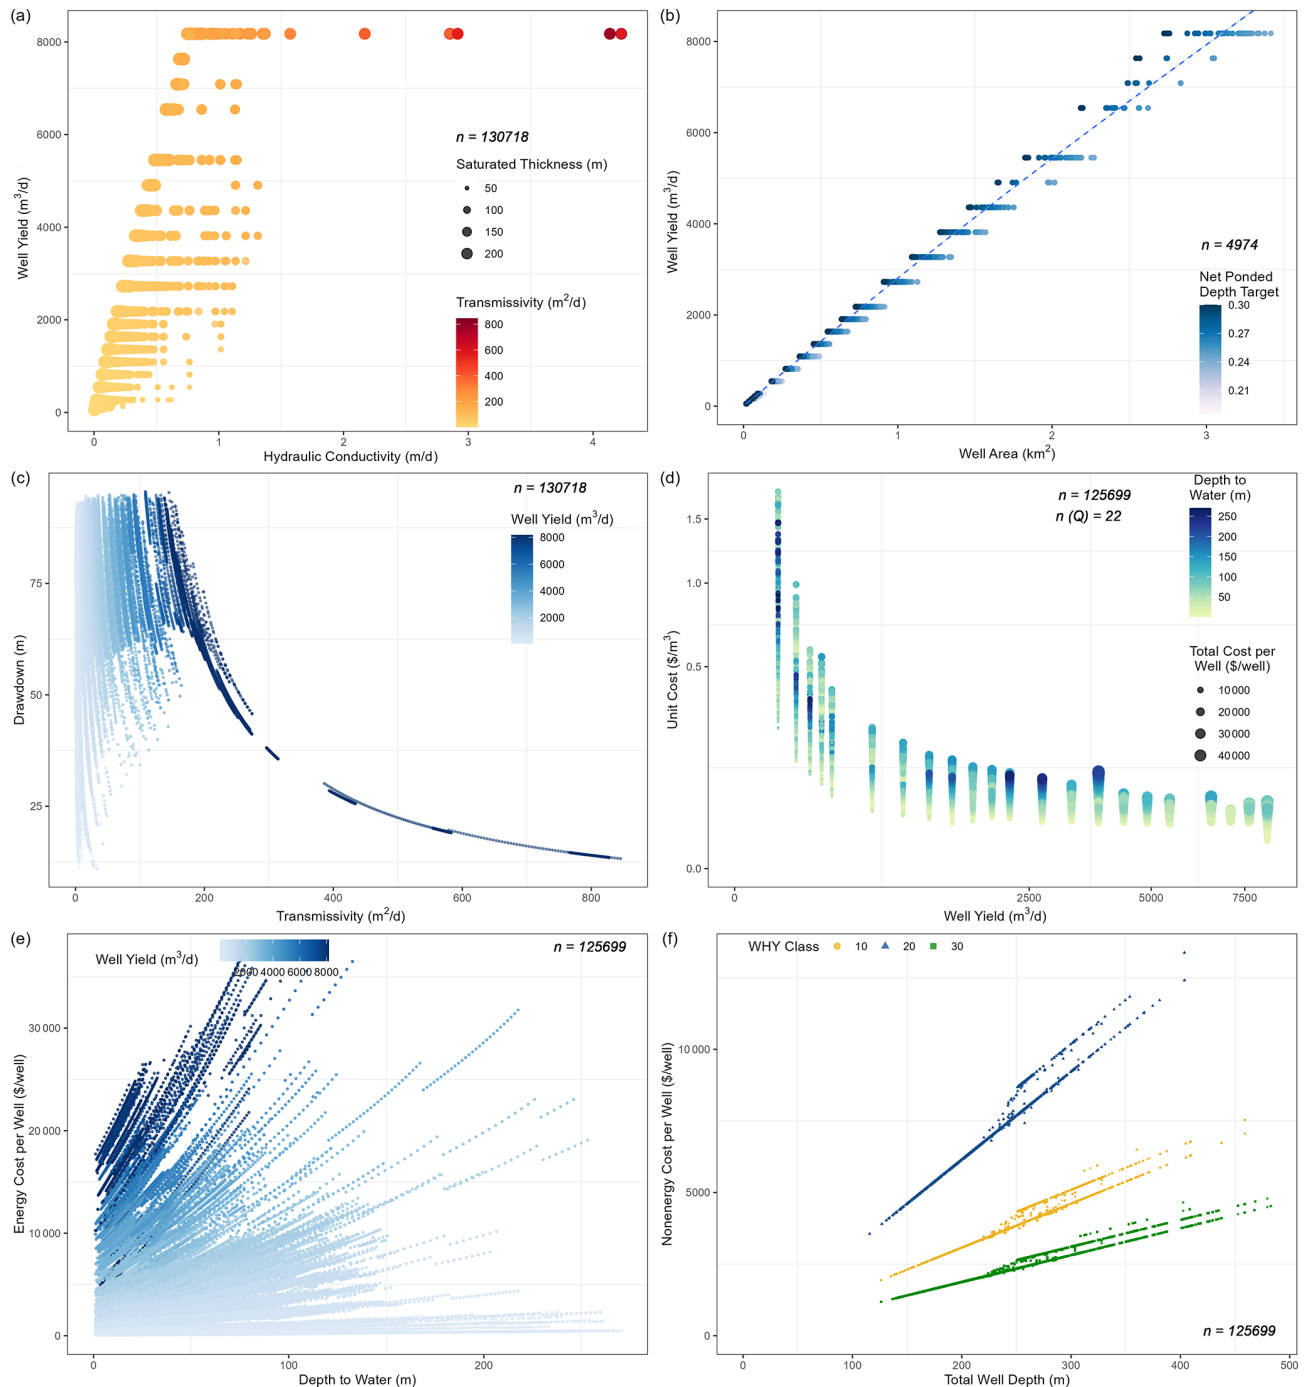 (a)
8000
6000
4000
2000
0
Well Yield (m³/d)
n = 130718
Saturated Thickness (m)
50
100
150
200
Transmissivity (m²/d)
800
600
400
200
0 1 2 3 4
Hydraulic Conductivity (m/d)
(b)
8000
6000
4000
2000
0
Well Yield (m³/d)
n = 4974
Net Ponded
Depth Target
0.30
0.27
0.24
0.21
0 1 2 3
Well Area (km²)
(c)
75
50
25
Drawdown (m)
n = 130718
Well Yield (m³/d)
8000
6000
4000
2000
0 200 400 600 800
Transmissivity (m²/d)
(d)
1.5
1.0
0.5
0.0
Unit Cost ($/m³)
n = 125699
n (Q) = 22
Depth to
Water (m)
250
200
150
100
50
Total Cost per
Well ($/well)
10 000
20 000
30 000
40 000
0 2500 5000 7500
Well Yield (m³/d)
(e)
Well Yield (m³/d)
2000 4000 6000 8000
n = 125699
30 000
20 000
10 000
0
Energy Cost per Well ($/well)
0 100 200
Depth to Water (m)
(f)
WHY Class 10 20 30
10 000
5000
0
Nonenergy Cost per Well ($/well)
n = 125699
0 100 200 300 400 500
Total Well Depth (m)